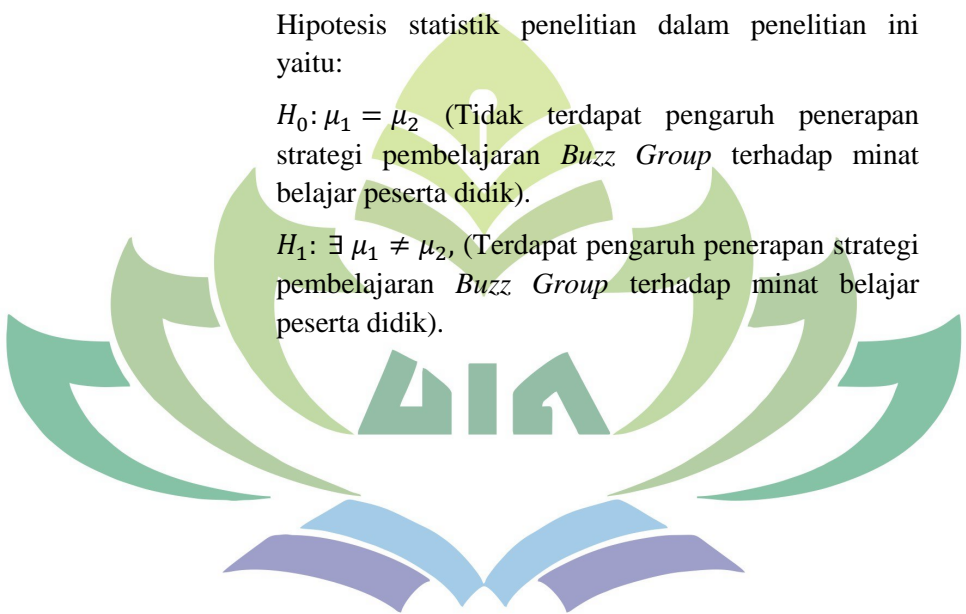 Hipotesis statistik penelitian dalam penelitian ini
yaitu:
𝐻₀: 𝜇₁ = 𝜇₂ (Tidak terdapat pengaruh penerapan
strategi pembelajaran Buzz Group terhadap minat
belajar peserta didik).
𝐻₁: ∃ 𝜇₁ ≠ 𝜇₂, (Terdapat pengaruh penerapan strategi
pembelajaran Buzz Group terhadap minat belajar
peserta didik).
UIN